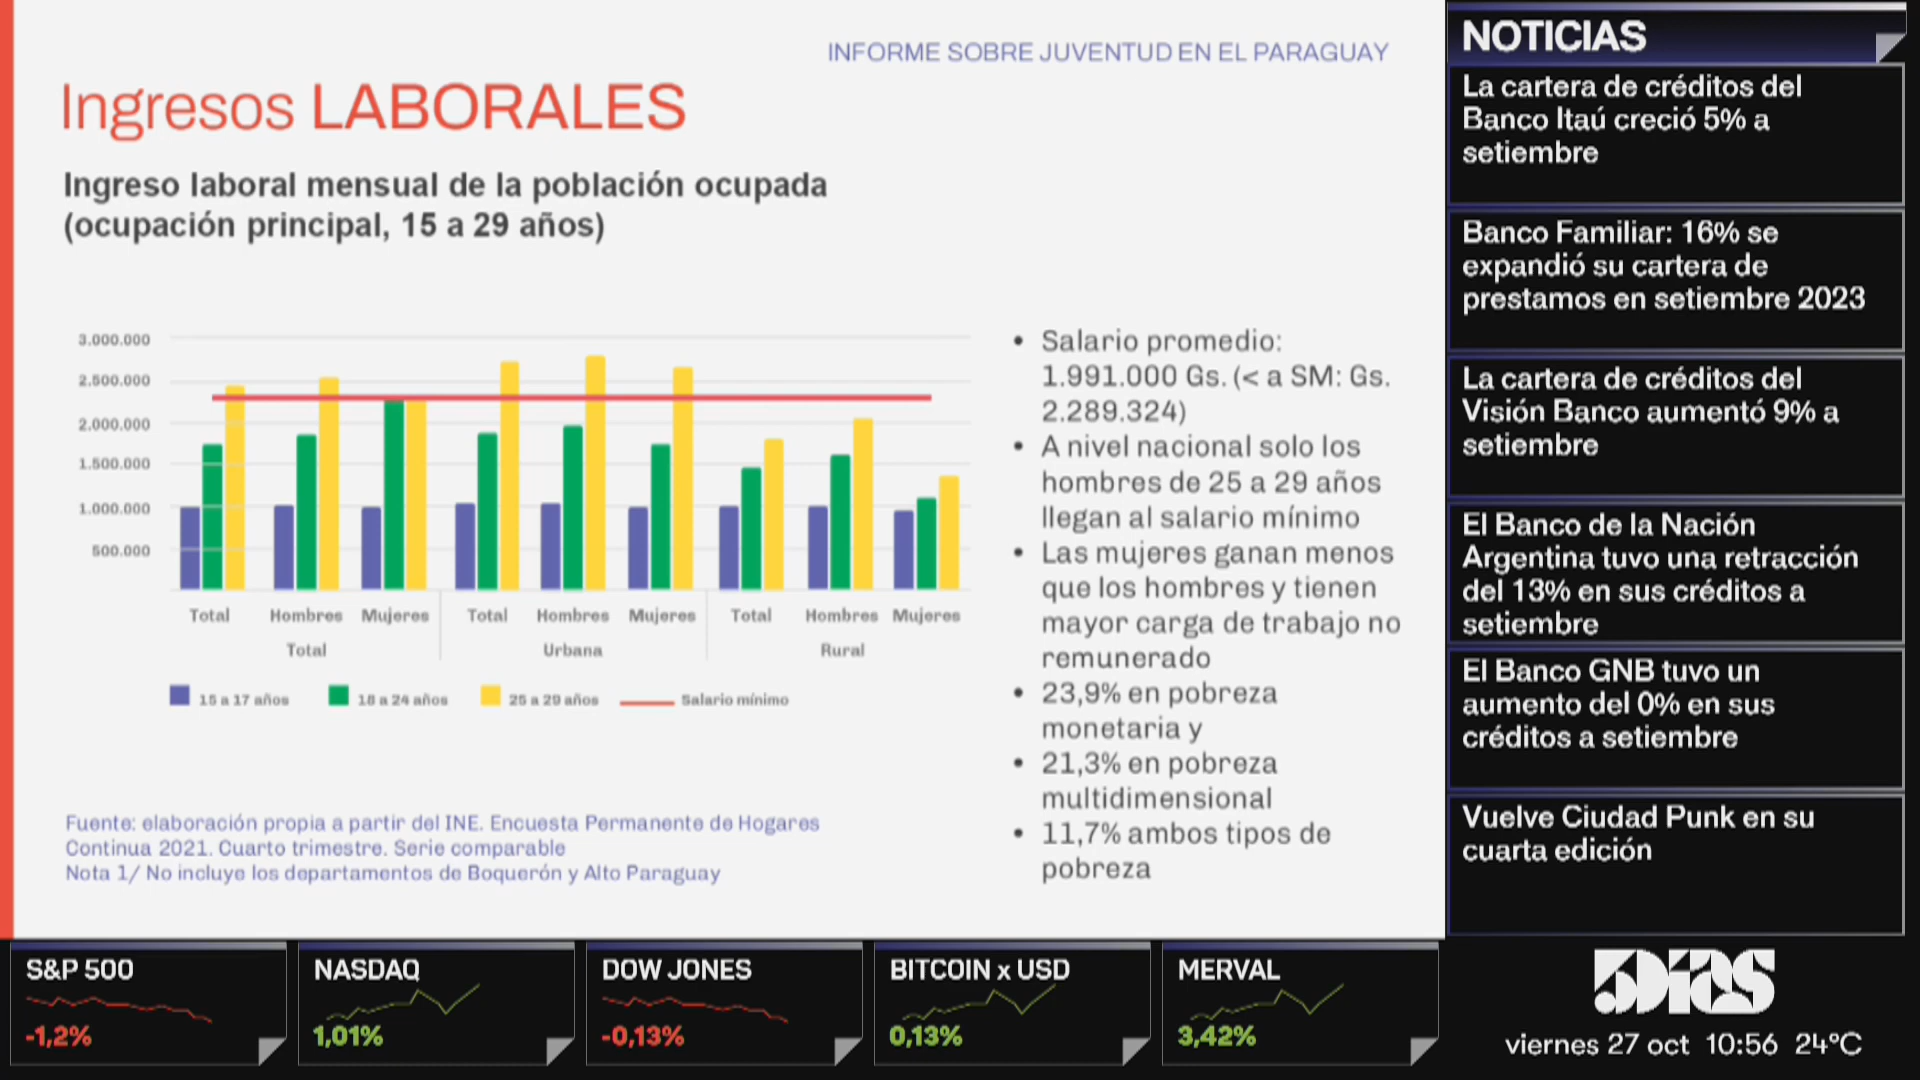 INFORME SOBRE JUVENTUD EN EL PARAGUAY
Ingresos LABORALES
Ingreso laboral mensual de la población ocupada
(ocupación principal, 15 a 29 años)
3.000.000
2.500.000
2.000.000
1.500.000
1.000.000
500.000
Total Hombres Mujeres Total Hombres Mujeres Total Hombres Mujeres
Total Urbana Rural
15 a 17 años 18 a 24 años 25 a 29 años Salario mínimo
• Salario promedio:
1.991.000 Gs. (< a SM: Gs.
2.289.324)
• A nivel nacional solo los
hombres de 25 a 29 años
llegan al salario mínimo
• Las mujeres ganan menos
que los hombres y tienen
mayor carga de trabajo no
remunerado
• 23,9% en pobreza
monetaria y
• 21,3% en pobreza
multidimensional
• 11,7% ambos tipos de
pobreza
Fuente: elaboración propia a partir del INE. Encuesta Permanente de Hogares
Continua 2021. Cuarto trimestre. Serie comparable
Nota 1/ No incluye los departamentos de Boquerón y Alto Paraguay
NOTICIAS
La cartera de créditos del
Banco Itaú creció 5% a
setiembre
Banco Familiar: 16% se
expandió su cartera de
prestamos en setiembre 2023
La cartera de créditos del
Visión Banco aumentó 9% a
setiembre
El Banco de la Nación
Argentina tuvo una retracción
del 13% en sus créditos a
setiembre
El Banco GNB tuvo un
aumento del 0% en sus
créditos a setiembre
Vuelve Ciudad Punk en su
cuarta edición
S&P 500
-1,2%
NASDAQ
1,01%
DOW JONES
-0,13%
BITCOIN x USD
0,13%
MERVAL
3,42%
5Días
viernes 27 oct 10:56 24°C